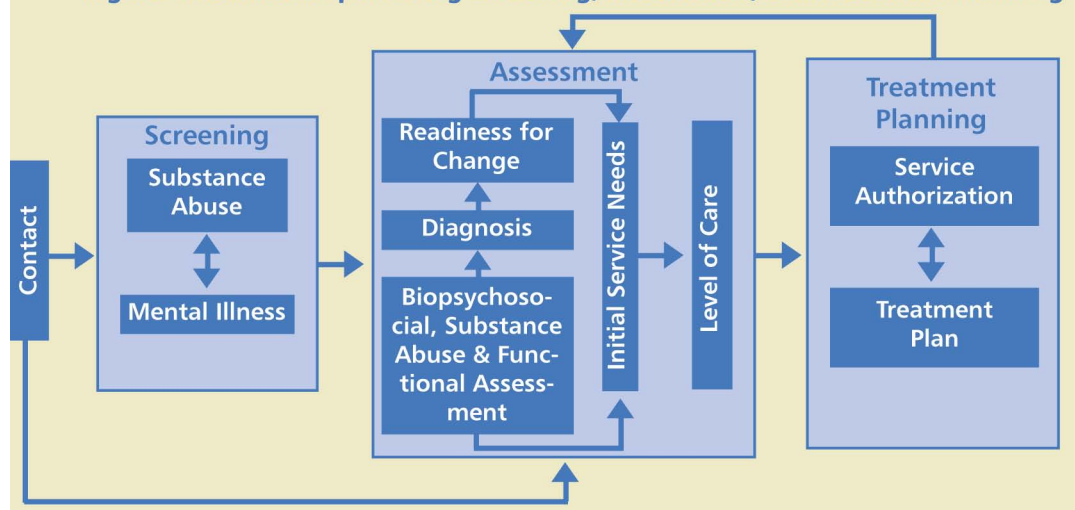 Assessment
Treatment
Planning
Screening
Readiness for
Change
Substance
Abuse
Service
Authorization
Contact
Diagnosis
Initial Service Needs
Level of Care
Mental Illness
Biopsychoso-
cial, Substance
Abuse & Func-
tional Assess-
ment
Treatment
Plan